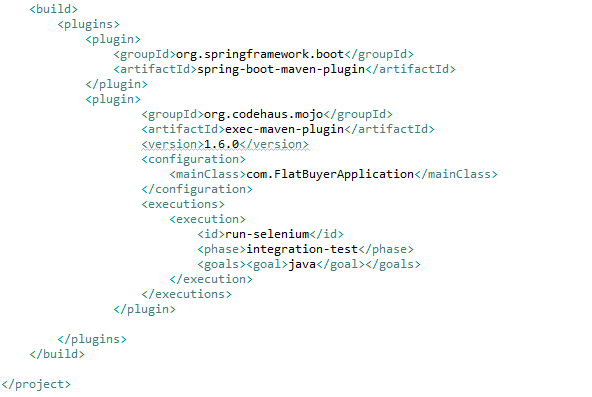 <build>
<plugins>
<plugin>
<groupId>org.springframework.boot</groupId>
<artifactId>spring-boot-maven-plugin</artifactId>
</plugin>
<plugin>
<groupId>org.codehaus.mojo</groupId>
<artifactId>exec-maven-plugin</artifactId>
<version>1.6.0</version>
<configuration>
<mainClass>com.FlatBuyerApplication</mainClass>
</configuration>
<executions>
<execution>
<id>run-selenium</id>
<phase>integration-test</phase>
<goals><goal>java</goal></goals>
</execution>
</executions>
</plugin>
</plugins>
</build>
</project>